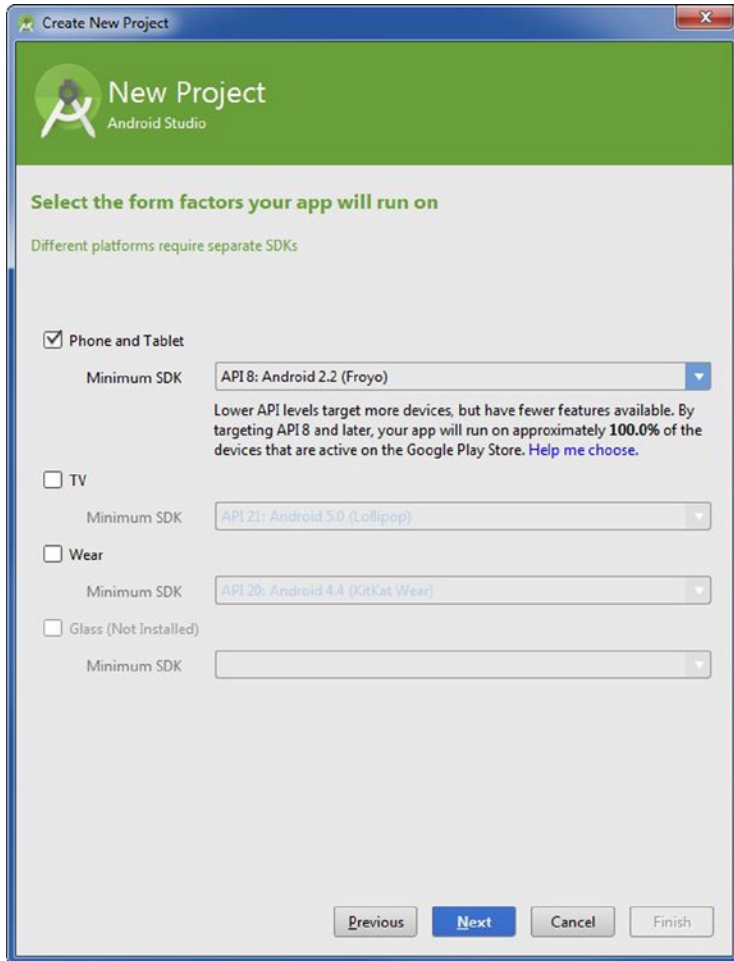 Create New Project
New Project
Android Studio
Select the form factors your app will run on
Different platforms require separate SDKs
Phone and Tablet
Minimum SDK API 8: Android 2.2 (Froyo)
Lower API levels target more devices, but have fewer features available. By
targeting API 8 and later, your app will run on approximately 100.0% of the
devices that are active on the Google Play Store. Help me choose.
TV
Minimum SDK API 21: Android 5.0 (Lollipop)
Wear
Minimum SDK API 20: Android 4.4 (KitKat Wear)
Glass (Not Installed)
Minimum SDK
Previous Next Cancel Finish